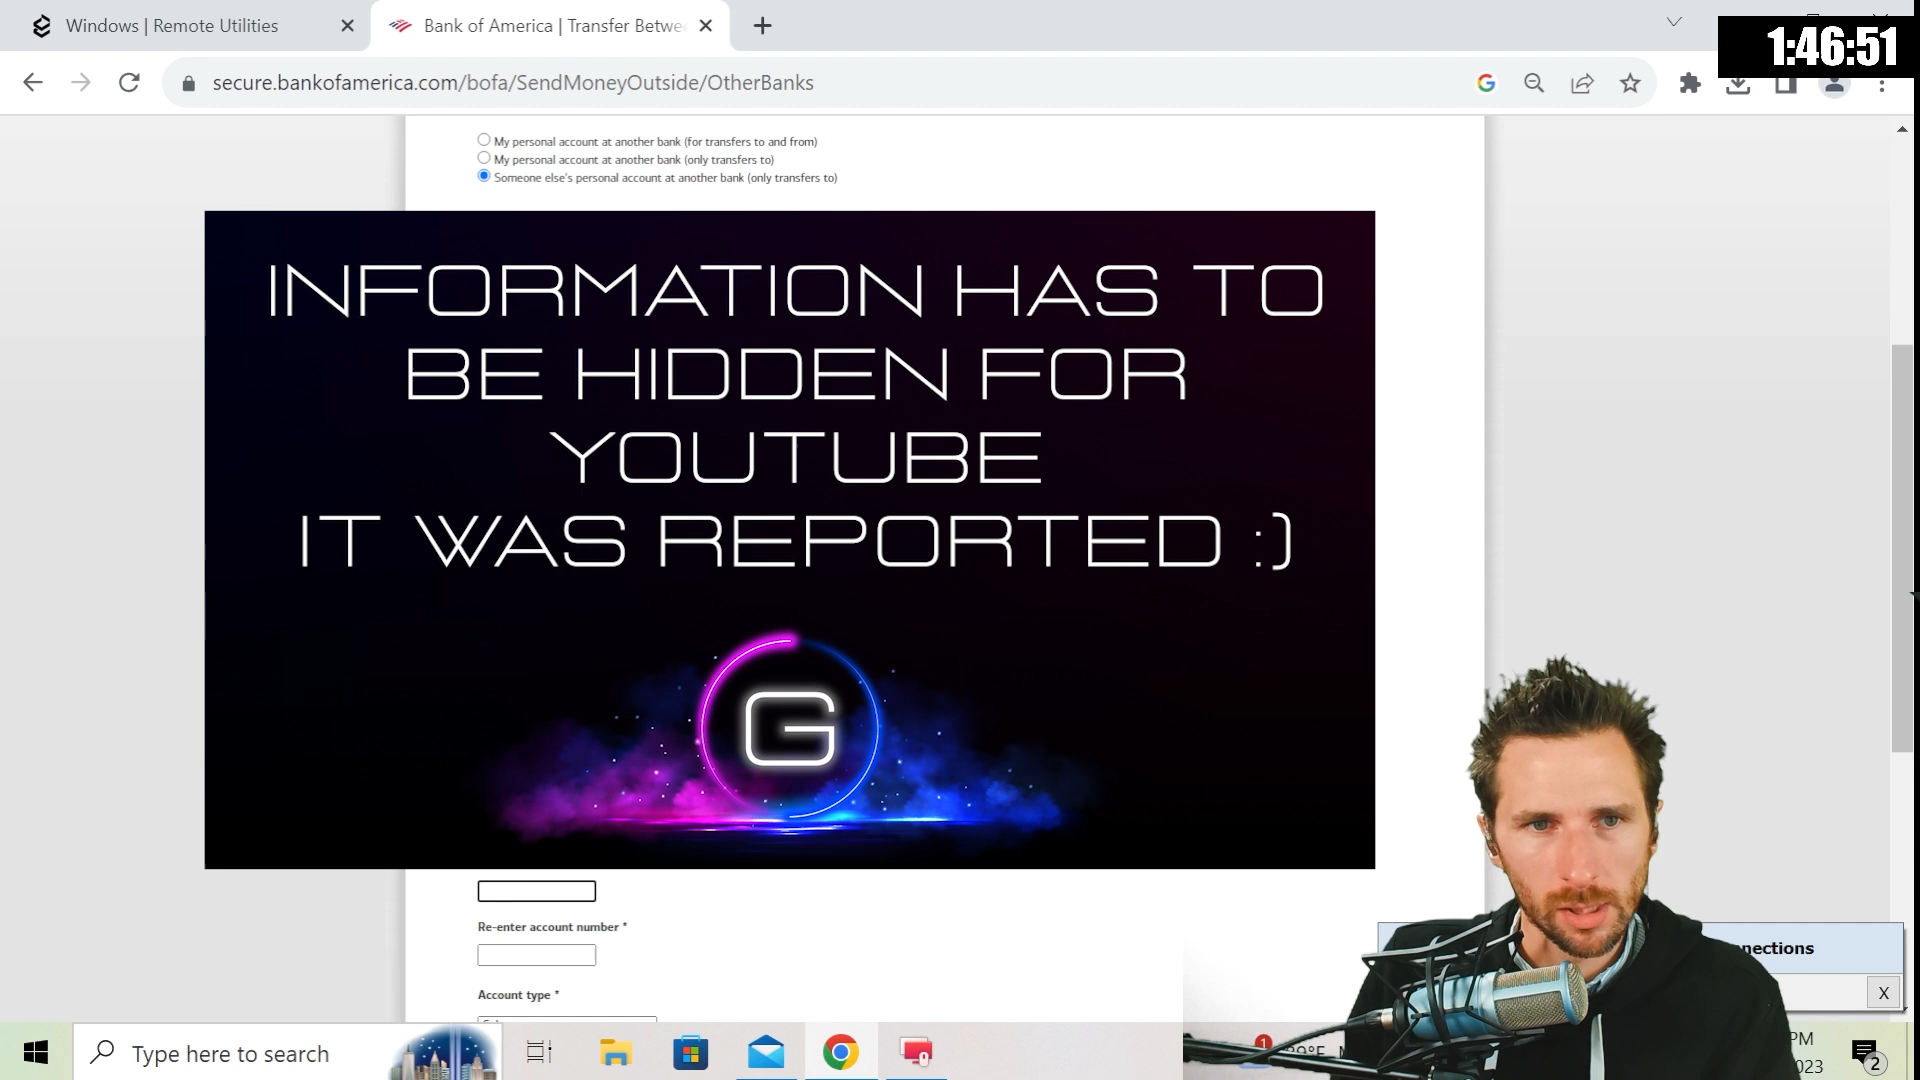 Windows | Remote Utilities
Bank of America | Transfer Betwe
1:46:51
secure.bankofamerica.com/bofa/SendMoneyOutside/OtherBanks
My personal account at another bank (for transfers to and from)
My personal account at another bank (only transfers to)
Someone else's personal account at another bank (only transfers to)
INFORMATION HAS TO
BE HIDDEN FOR
YOUTUBE
IT WAS REPORTED :)
G
Re-enter account number *
nections
Account type *
X
Type here to search
0
1
PM
023
2